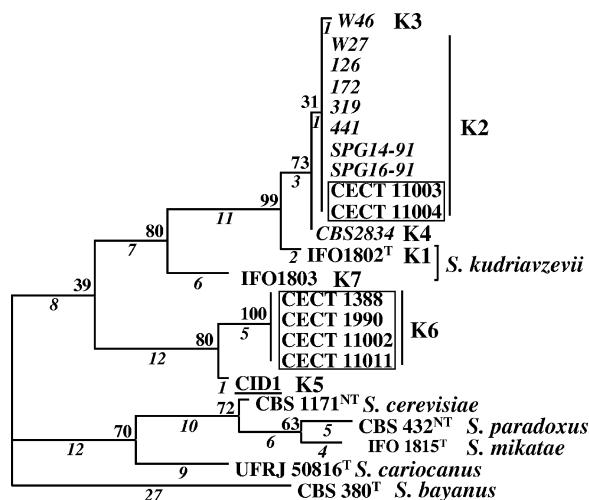 1 W46 K3
W27
126
172
31 319
1 441 K2
SPG14-91
73 SPG16-91
3 CECT 11003
99 CECT 11004
11 CBS2834 K4
80 2 IFO1802ᵀ K1
7 S. kudriavzevii
6 IFO1803 K7
39 CECT 1388
8 100 CECT 1990
5 CECT 11002 K6
80 CECT 11011
12
1 CID1 K5
72 CBS 1171ᴺᵀ S. cerevisiae
10 63 5 CBS 432ᴺᵀ S. paradoxus
70 6 4 IFO 1815ᵀ S. mikatae
12
9 UFRJ 50816ᵀ S. cariocanus
27 CBS 380ᵀ S. bayanus